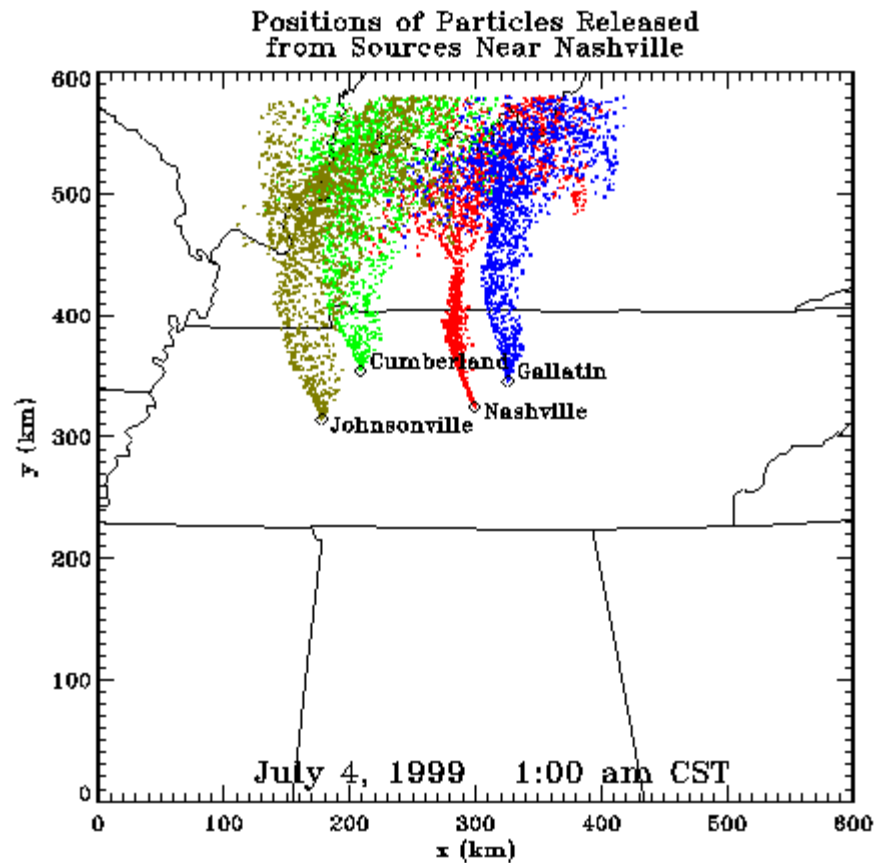 Positions of Particles Released
from Sources Near Nashville
600
500
400
300
200
100
0
y (km)
Cumberland
Gallatin
Nashville
Johnsonville
July 4, 1999 1:00 am CST
0 100 200 300 400 500 600
x (km)